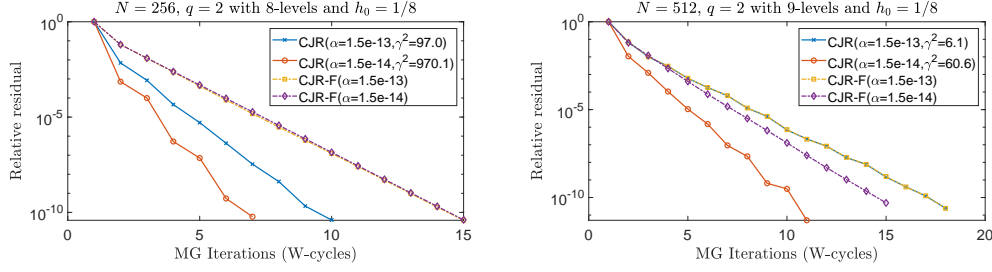 N = 256, q = 2 with 8-levels and h₀ = 1/8
Relative residual
10⁰
10⁻⁵
10⁻¹⁰
CJR(α=1.5e-13,γ²=97.0)
CJR(α=1.5e-14,γ²=970.1)
CJR-F(α=1.5e-13)
CJR-F(α=1.5e-14)
0 5 10 15
MG Iterations (W-cycles)
N = 512, q = 2 with 9-levels and h₀ = 1/8
Relative residual
10⁰
10⁻⁵
10⁻¹⁰
CJR(α=1.5e-13,γ²=6.1)
CJR(α=1.5e-14,γ²=60.6)
CJR-F(α=1.5e-13)
CJR-F(α=1.5e-14)
0 5 10 15 20
MG Iterations (W-cycles)